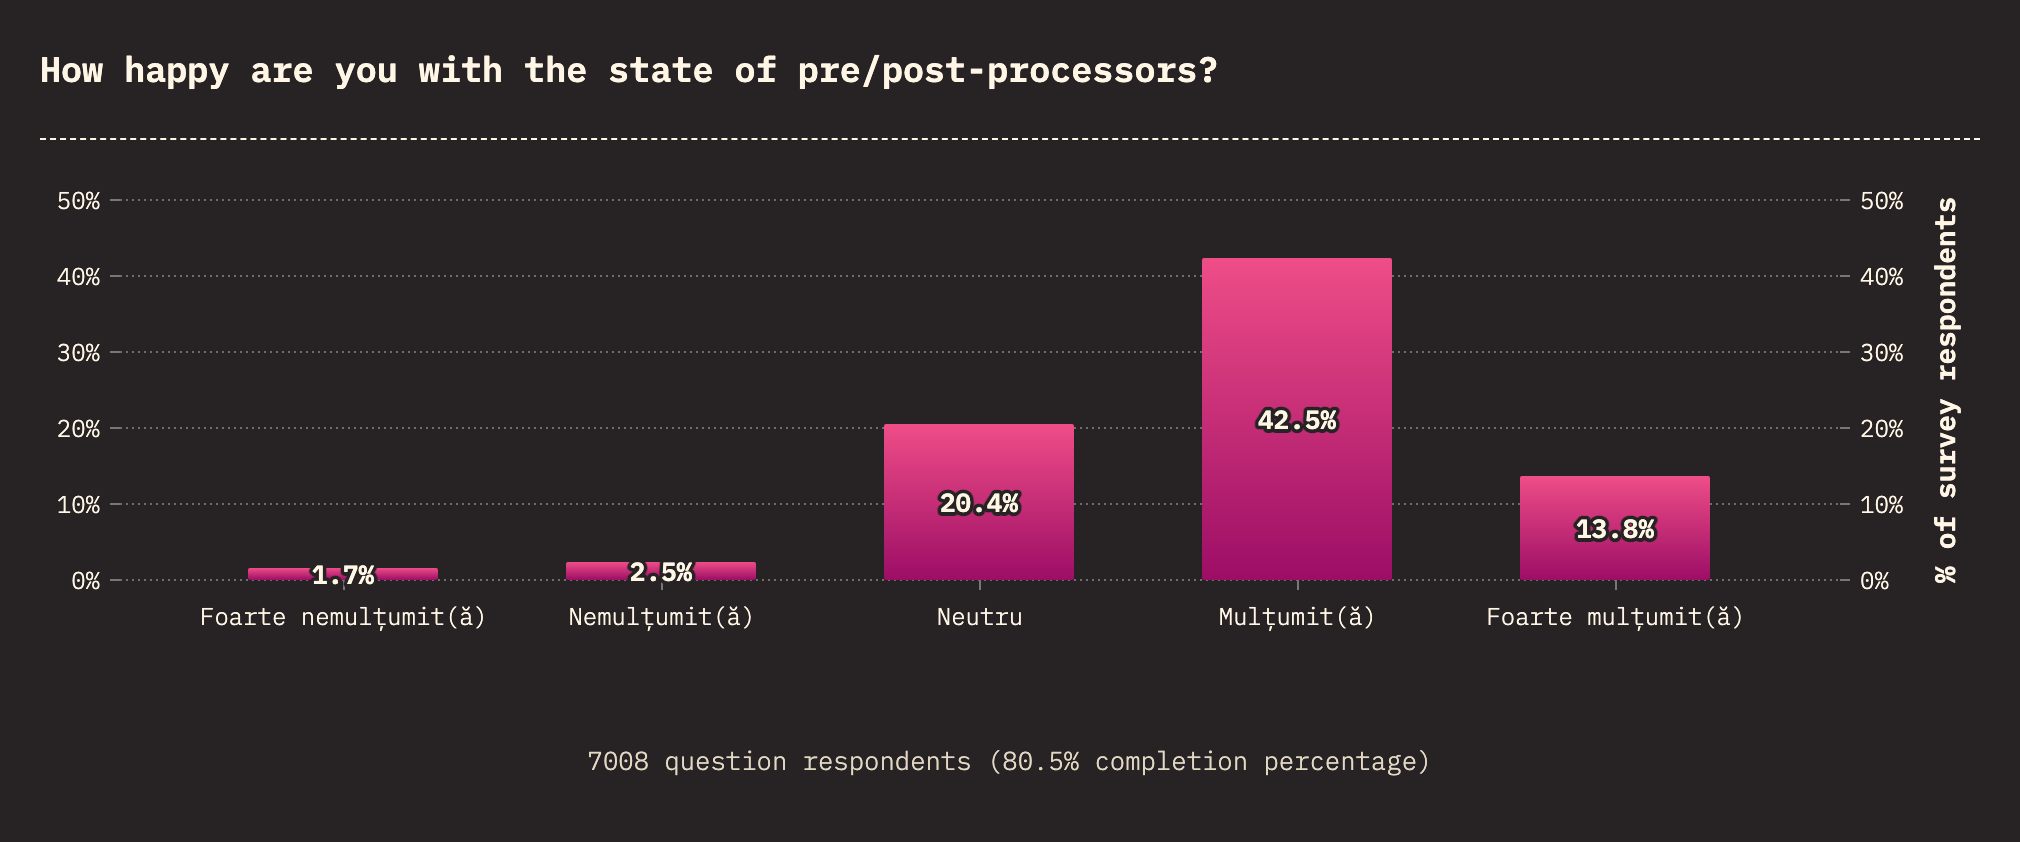 How happy are you with the state of pre/post-processors?
50% 50%
40% 40%
30% 30%
20% 20%
10% 10%
0% 0%
% of survey respondents
1.7% 2.5% 20.4% 42.5% 13.8%
Foarte nemulțumit(ă) Nemulțumit(ă) Neutru Mulțumit(ă) Foarte mulțumit(ă)
7008 question respondents (80.5% completion percentage)